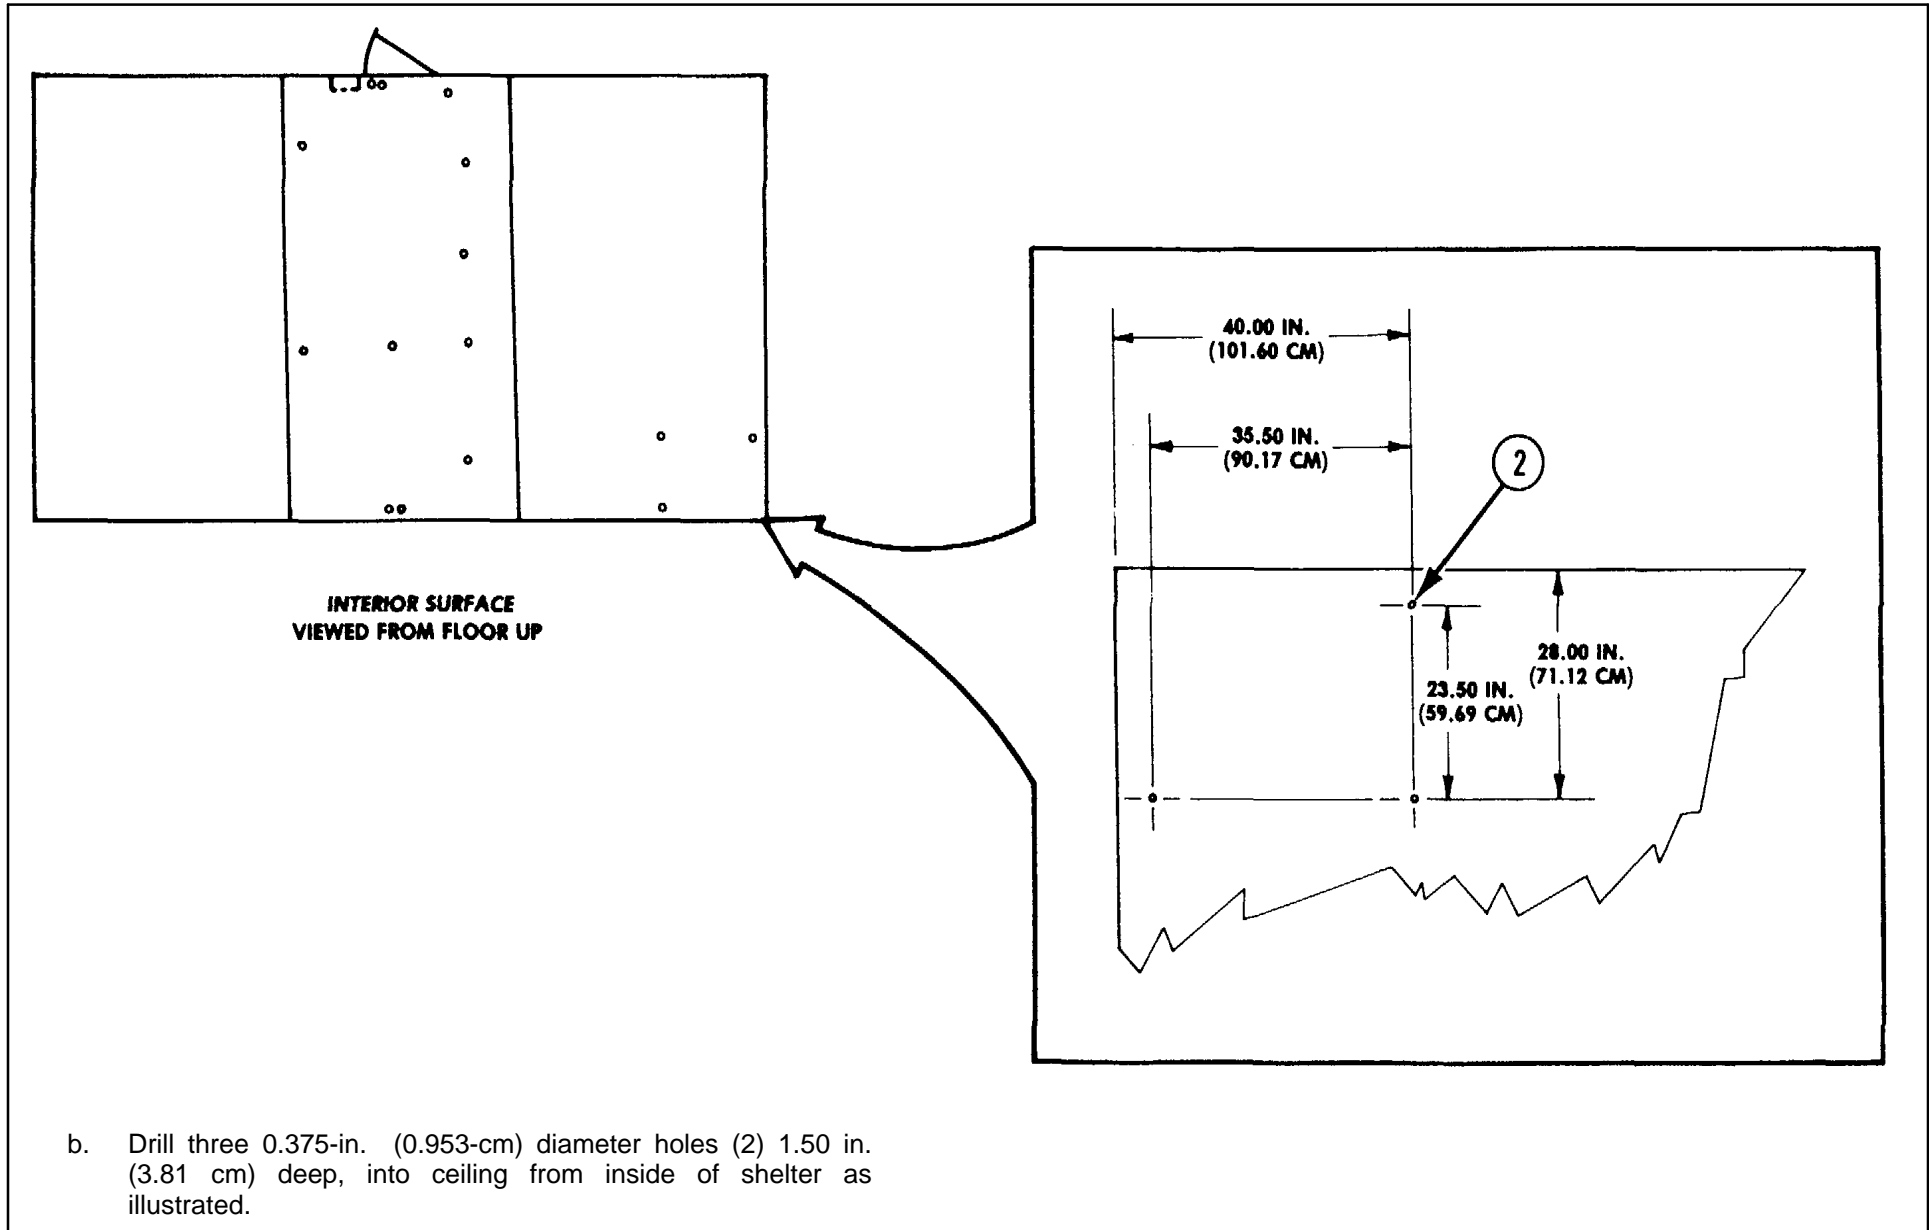 40.00 IN.
(101.60 CM)
35.50 IN.
(90.17 CM)
2
28.00 IN.
(71.12 CM)
23.50 IN.
(59.69 CM)
INTERIOR SURFACE
VIEWED FROM FLOOR UP
b. Drill three 0.375-in. (0.953-cm) diameter holes (2) 1.50 in.
(3.81 cm) deep, into ceiling from inside of shelter as
illustrated.